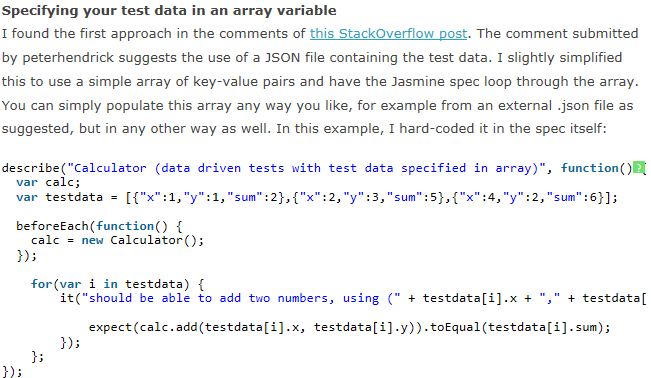 Specifying your test data in an array variable
I found the first approach in the comments of this StackOverflow post. The comment submitted
by peterhendrick suggests the use of a JSON file containing the test data. I slightly simplified
this to use a simple array of key-value pairs and have the Jasmine spec loop through the array.
You can simply populate this array any way you like, for example from an external .json file as
suggested, but in any other way as well. In this example, I hard-coded it in the spec itself:
describe("Calculator (data driven tests with test data specified in array)", function()?{
  var calc;
  var testdata = [{"x":1,"y":1,"sum":2},{"x":2,"y":3,"sum":5},{"x":4,"y":2,"sum":6}];
  beforeEach(function() {
    calc = new Calculator();
  });
    for(var i in testdata) {
        it("should be able to add two numbers, using (" + testdata[i].x + "," + testdata[
            expect(calc.add(testdata[i].x, testdata[i].y)).toEqual(testdata[i].sum);
        });
    };
});